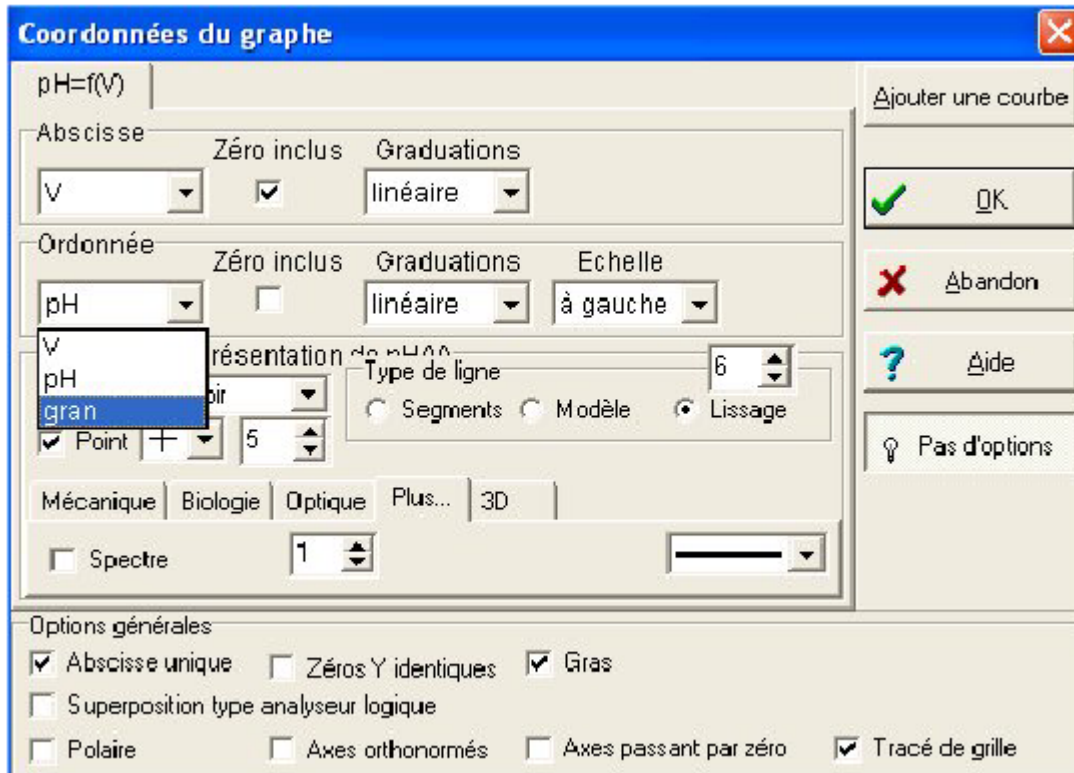 Coordonnées du graphe
pH=f(V)
Ajouter une courbe
Abscisse
Zéro inclus Graduations
V linéaire
OK
Ordonnée
Zéro inclus Graduations Echelle
pH linéaire à gauche
Abandon
V
pH
gran
résentation de
Type de ligne 6
Segments Modèle Lissage
Aide
Point 5
Pas d'options
Mécanique Biologie Optique Plus... 3D
Spectre 1
Options générales
Abscisse unique Zéros Y identiques Gras
Superposition type analyseur logique
Polaire Axes orthonormés Axes passant par zéro Tracé de grille